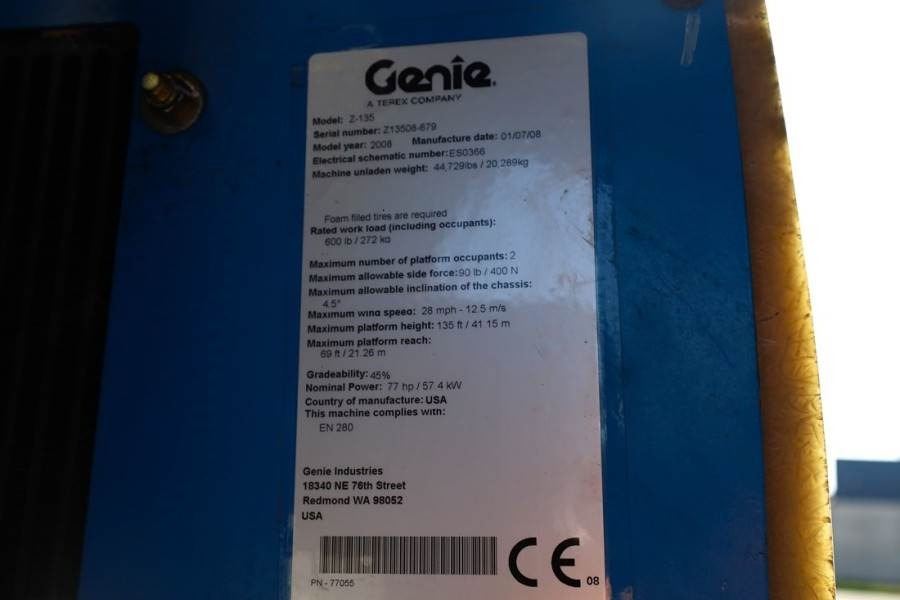 Genie
A TEREX COMPANY
Model: Z-135
Serial number: Z13508-679
Model year: 2008 Manufacture date: 01/07/08
Electrical schematic number:ES0366
Machine unladen weight: 44,729lbs / 20,289kg
Foam filled tires are required
Rated work load (including occupants):
600 lb / 272 kg
Maximum number of platform occupants: 2
Maximum allowable side force:90 lb / 400 N
Maximum allowable inclination of the chassis:
4.5°
Maximum wind speed: 28 mph - 12.5 m/s
Maximum platform height: 135 ft / 41.15 m
Maximum platform reach:
69 ft / 21.26 m
Gradeability: 45%
Nominal Power: 77 hp / 57.4 kW
Country of manufacture: USA
This machine complies with:
EN 280
Genie Industries
18340 NE 76th Street
Redmond WA 98052
USA
PN - 77055
CE 08